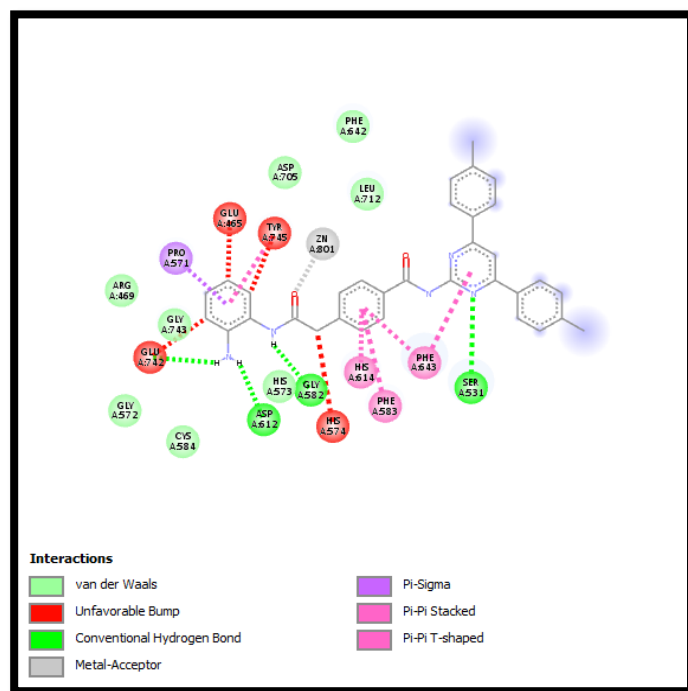 PHE
A:642
ASP
A:705
LEU
A:712
GLU
A:465
TYR
A:745
ZN
A:801
PRO
A:571
ARG
A:469
GLY
A:743
GLU
A:742
HIS
A:573
GLY
A:582
HIS
A:614
PHE
A:643
SER
A:531
GLY
A:572
CYS
A:584
ASP
A:612
HIS
A:574
PHE
A:583
O
O
N
N
N
N
N
H
H
H
Interactions
van der Waals
Unfavorable Bump
Conventional Hydrogen Bond
Metal-Acceptor
Pi-Sigma
Pi-Pi Stacked
Pi-Pi T-shaped